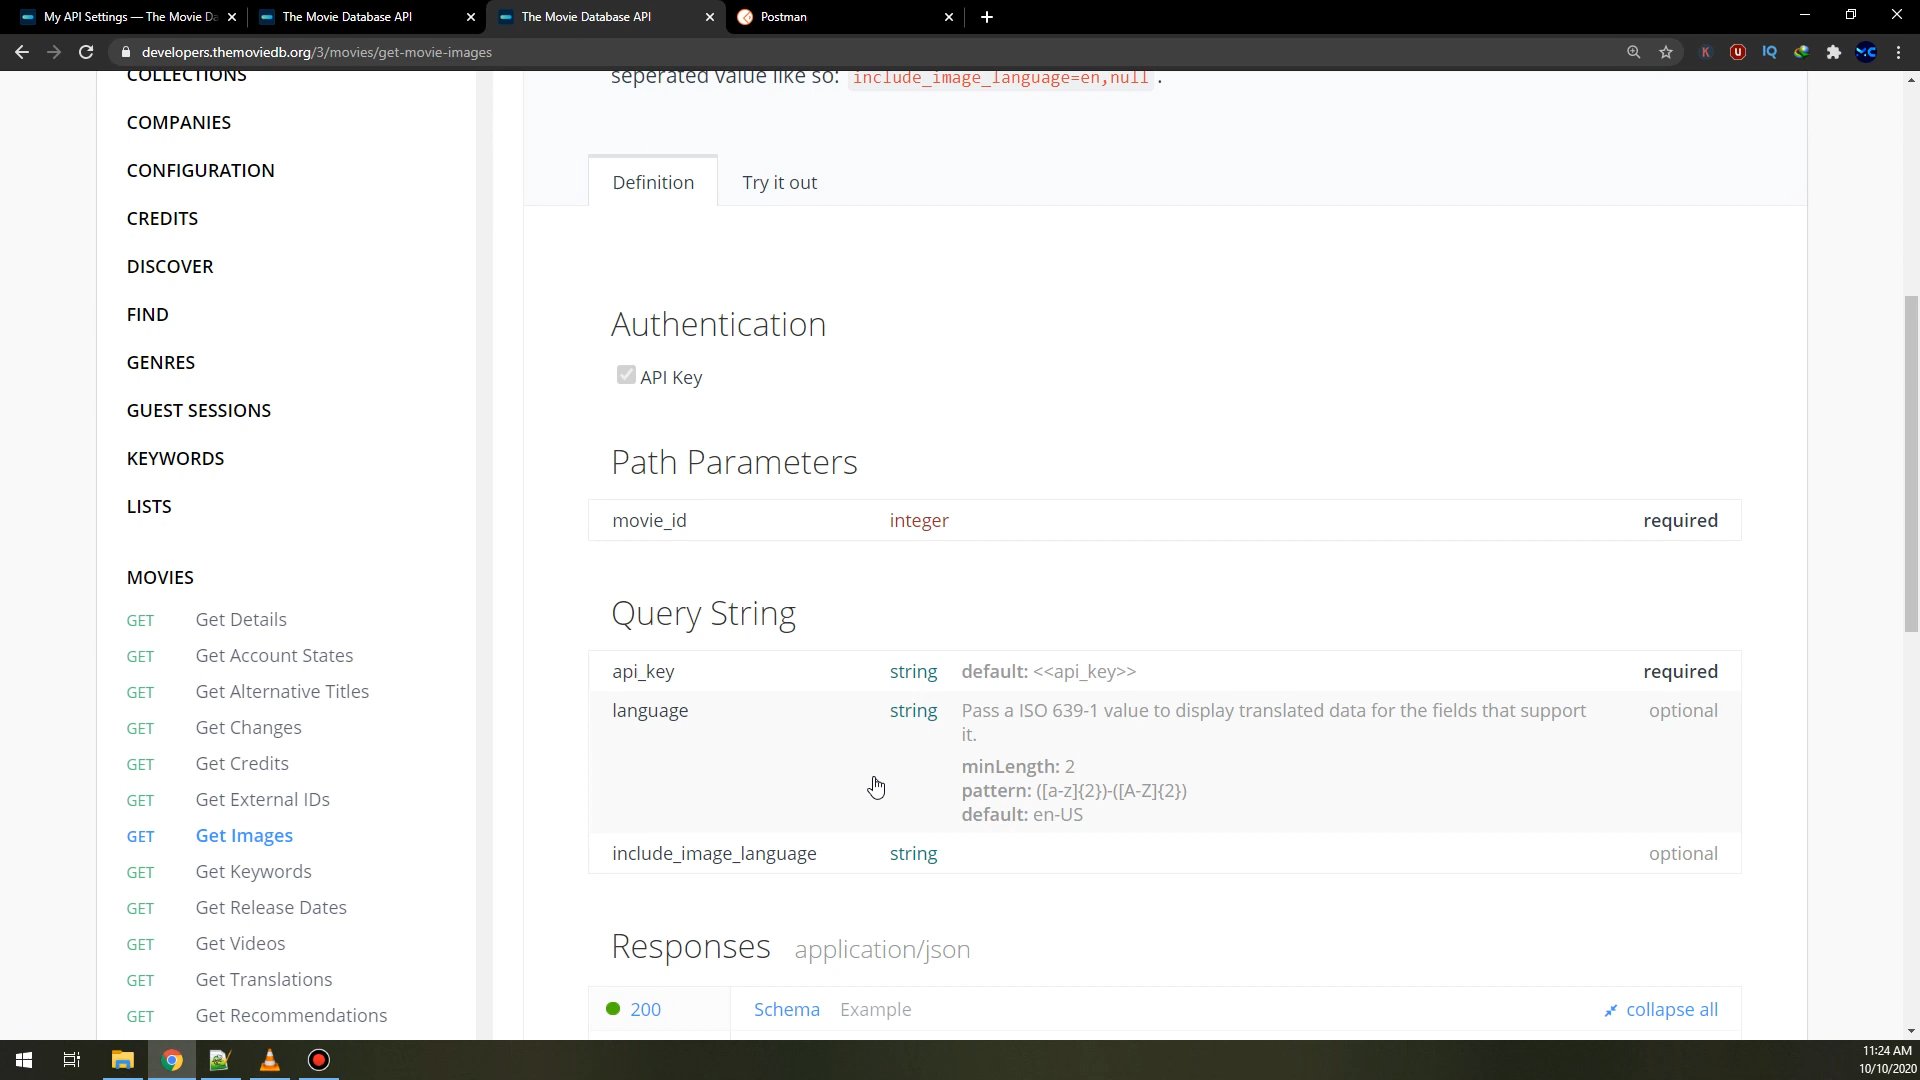 My API Settings — The Movie Da
The Movie Database API
The Movie Database API
Postman
developers.themoviedb.org/3/movies/get-movie-images
COLLECTIONS
COMPANIES
CONFIGURATION
CREDITS
DISCOVER
FIND
GENRES
GUEST SESSIONS
KEYWORDS
LISTS
MOVIES
GET Get Details
GET Get Account States
GET Get Alternative Titles
GET Get Changes
GET Get Credits
GET Get External IDs
GET Get Images
GET Get Keywords
GET Get Release Dates
GET Get Videos
GET Get Translations
GET Get Recommendations
seperated value like so: include_image_language=en,null .
Definition Try it out
Authentication
API Key
Path Parameters
movie_id integer required
Query String
api_key string default: <<api_key>> required
language string Pass a ISO 639-1 value to display translated data for the fields that support optional
it.
minLength: 2
pattern: ([a-z]{2})-([A-Z]{2})
default: en-US
include_image_language string optional
Responses application/json
200 Schema Example collapse all
11:24 AM
10/10/2020